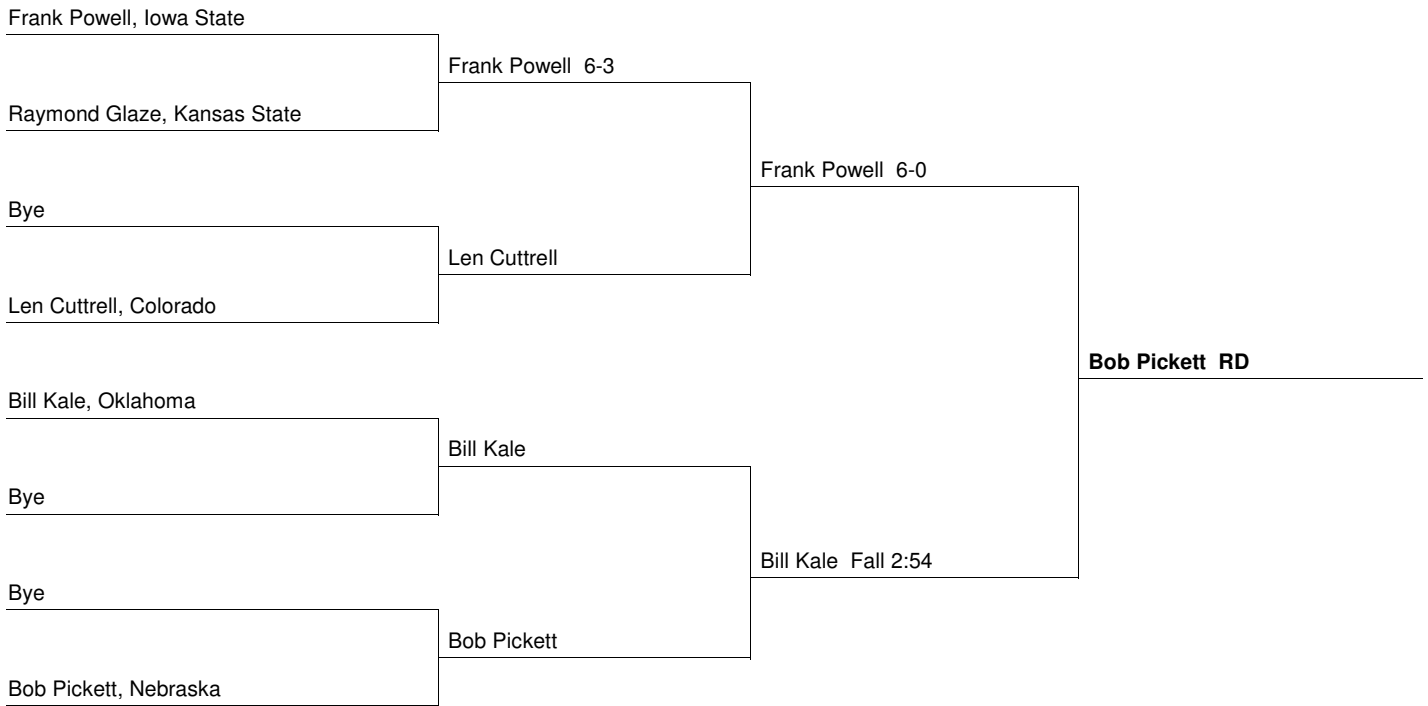 Frank Powell, Iowa State
Frank Powell 6-3
Raymond Glaze, Kansas State
Frank Powell 6-0
Bye
Len Cuttrell
Len Cuttrell, Colorado
Bob Pickett RD
Bill Kale, Oklahoma
Bill Kale
Bye
Bill Kale Fall 2:54
Bye
Bob Pickett
Bob Pickett, Nebraska